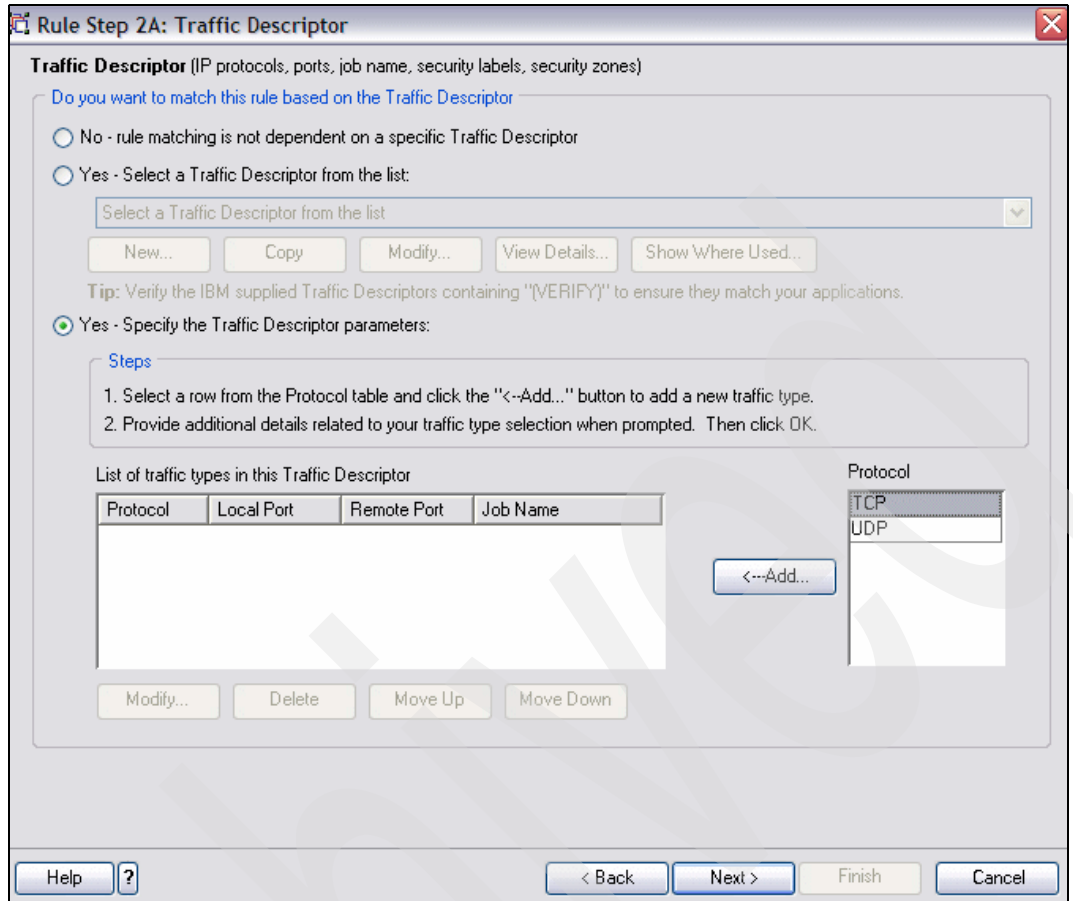 Rule Step 2A: Traffic Descriptor
Traffic Descriptor (IP protocols, ports, job name, security labels, security zones)
Do you want to match this rule based on the Traffic Descriptor
No - rule matching is not dependent on a specific Traffic Descriptor
Yes - Select a Traffic Descriptor from the list:
Select a Traffic Descriptor from the list
New... Copy Modify... View Details... Show Where Used...
Tip: Verify the IBM supplied Traffic Descriptors containing "(VERIFY)" to ensure they match your applications.
Yes - Specify the Traffic Descriptor parameters:
Steps
1. Select a row from the Protocol table and click the "<--Add..." button to add a new traffic type.
2. Provide additional details related to your traffic type selection when prompted. Then click OK.
List of traffic types in this Traffic Descriptor
Protocol
Protocol Local Port Remote Port Job Name
TCP
UDP
<---Add...
Modify... Delete Move Up Move Down
Help ? < Back Next > Finish Cancel